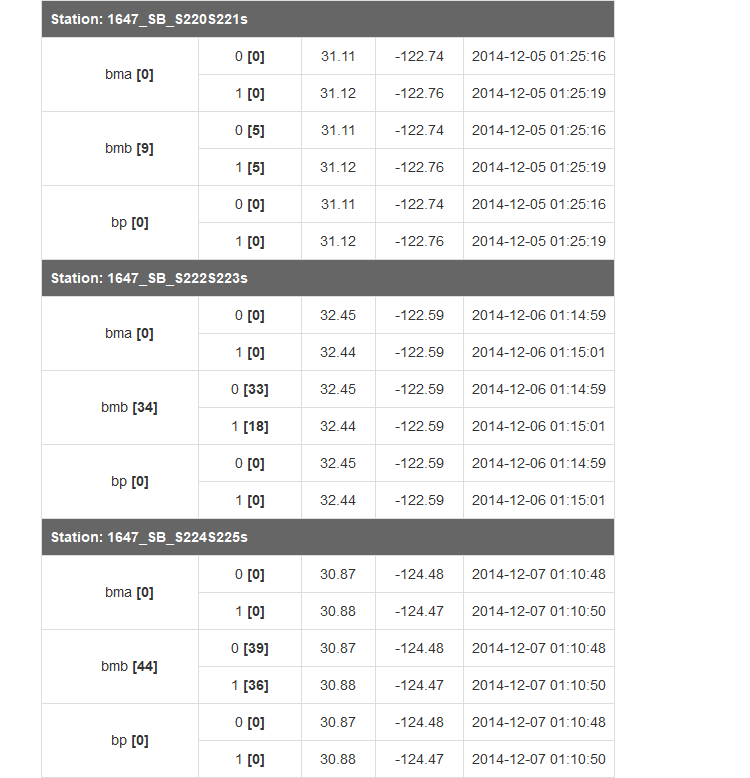 Station: 1647_SB_S220S221s
bma [0]
0 [0] 31.11 -122.74 2014-12-05 01:25:16
1 [0] 31.12 -122.76 2014-12-05 01:25:19
bmb [9]
0 [5] 31.11 -122.74 2014-12-05 01:25:16
1 [5] 31.12 -122.76 2014-12-05 01:25:19
bp [0]
0 [0] 31.11 -122.74 2014-12-05 01:25:16
1 [0] 31.12 -122.76 2014-12-05 01:25:19
Station: 1647_SB_S222S223s
bma [0]
0 [0] 32.45 -122.59 2014-12-06 01:14:59
1 [0] 32.44 -122.59 2014-12-06 01:15:01
bmb [34]
0 [33] 32.45 -122.59 2014-12-06 01:14:59
1 [18] 32.44 -122.59 2014-12-06 01:15:01
bp [0]
0 [0] 32.45 -122.59 2014-12-06 01:14:59
1 [0] 32.44 -122.59 2014-12-06 01:15:01
Station: 1647_SB_S224S225s
bma [0]
0 [0] 30.87 -124.48 2014-12-07 01:10:48
1 [0] 30.88 -124.47 2014-12-07 01:10:50
bmb [44]
0 [39] 30.87 -124.48 2014-12-07 01:10:48
1 [36] 30.88 -124.47 2014-12-07 01:10:50
bp [0]
0 [0] 30.87 -124.48 2014-12-07 01:10:48
1 [0] 30.88 -124.47 2014-12-07 01:10:50